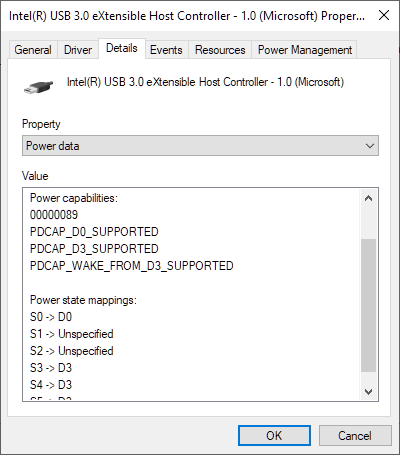 Intel(R) USB 3.0 eXtensible Host Controller - 1.0 (Microsoft) Proper...
General Driver Details Events Resources Power Management
Intel(R) USB 3.0 eXtensible Host Controller - 1.0 (Microsoft)
Property
Power data
Value
Power capabilities:
00000089
PDCAP_D0_SUPPORTED
PDCAP_D3_SUPPORTED
PDCAP_WAKE_FROM_D3_SUPPORTED
Power state mappings:
S0 -> D0
S1 -> Unspecified
S2 -> Unspecified
S3 -> D3
S4 -> D3
S5 -> D3
OK Cancel